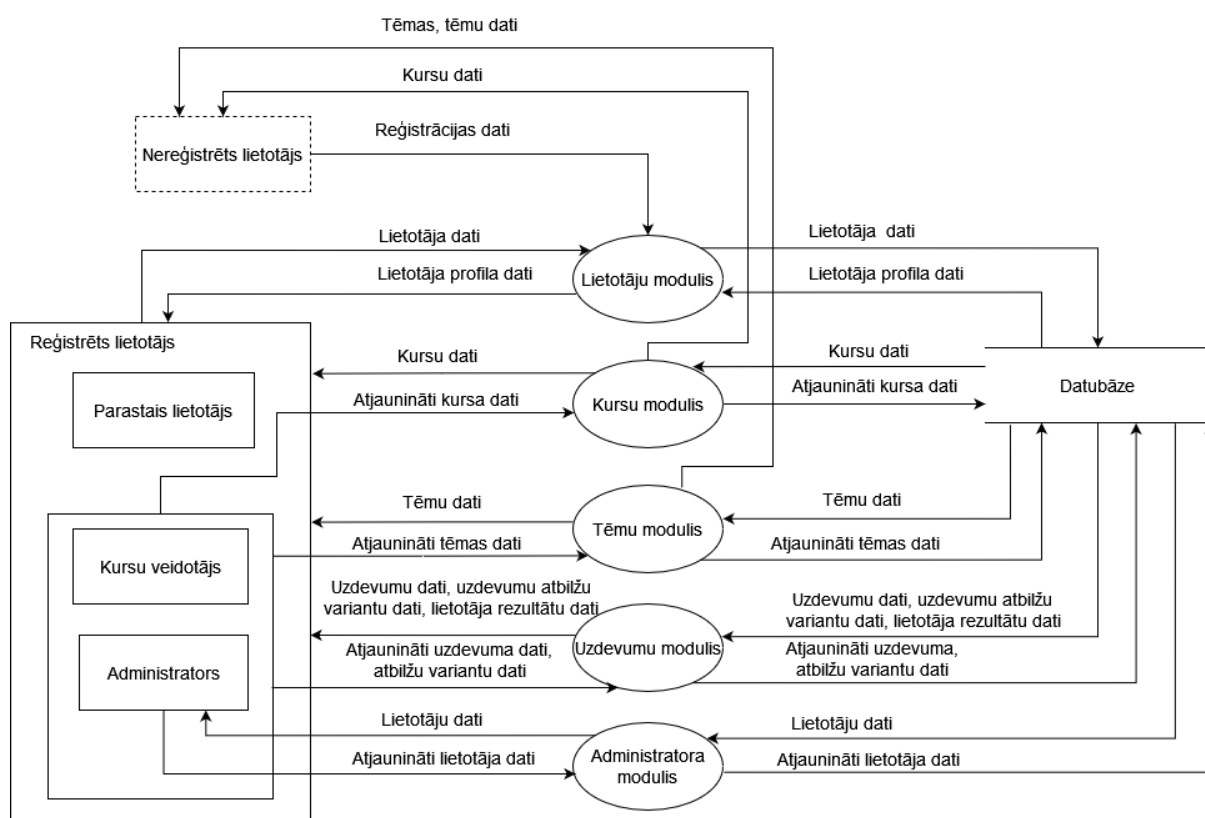 Tēmas, tēmu dati
Kursu dati
Reģistrācijas dati
Nereģistrēts lietotājs
Lietotāja dati
Lietotāja dati
Lietotāju modulis
Lietotāja profila dati
Lietotāja profila dati
Reģistrēts lietotājs
Kursu dati
Kursu dati
Parastais lietotājs
Atjaunināti kursa dati
Kursu modulis
Atjaunināti kursa dati
Datubāze
Tēmu dati
Tēmu dati
Tēmu modulis
Atjaunināti tēmas dati
Atjaunināti tēmas dati
Kursu veidotājs
Uzdevumu dati, uzdevumu atbilžu
variantu dati, lietotāja rezultātu dati
Uzdevumu dati, uzdevumu atbilžu
variantu dati, lietotāja rezultātu dati
Uzdevumu modulis
Atjaunināti uzdevuma dati,
atbilžu variantu dati
Atjaunināti uzdevuma,
atbilžu variantu dati
Administrators
Lietotāju dati
Lietotāju dati
Administratora
modulis
Atjaunināti lietotāja dati
Atjaunināti lietotāja dati